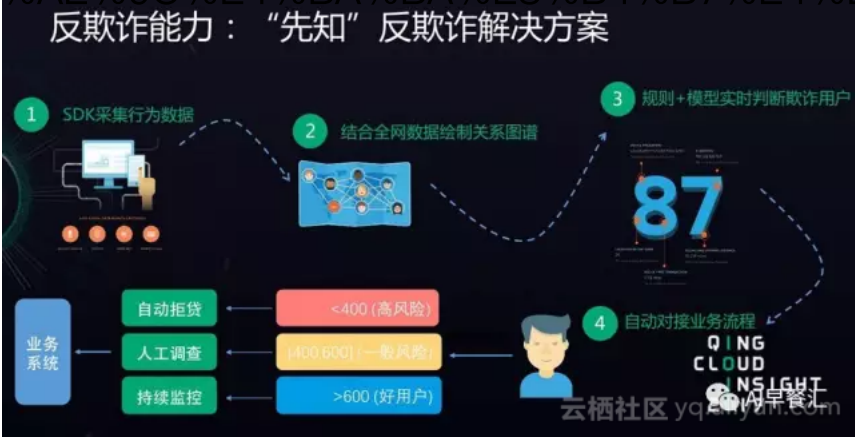 反欺诈能力：“先知”反欺诈解决方案
1 SDK采集行为数据
2 结合全网数据绘制关系图谱
3 规则+模型实时判断欺诈用户
87
4 自动对接业务流程
QING
CLOUD
INSIGHT
AI早餐汇
业务
系统
自动拒贷
<400 (高风险)
人工调查
[400,600] (一般风险)
持续监控
>600 (好用户)
云栖社区 yq.aliyun.com